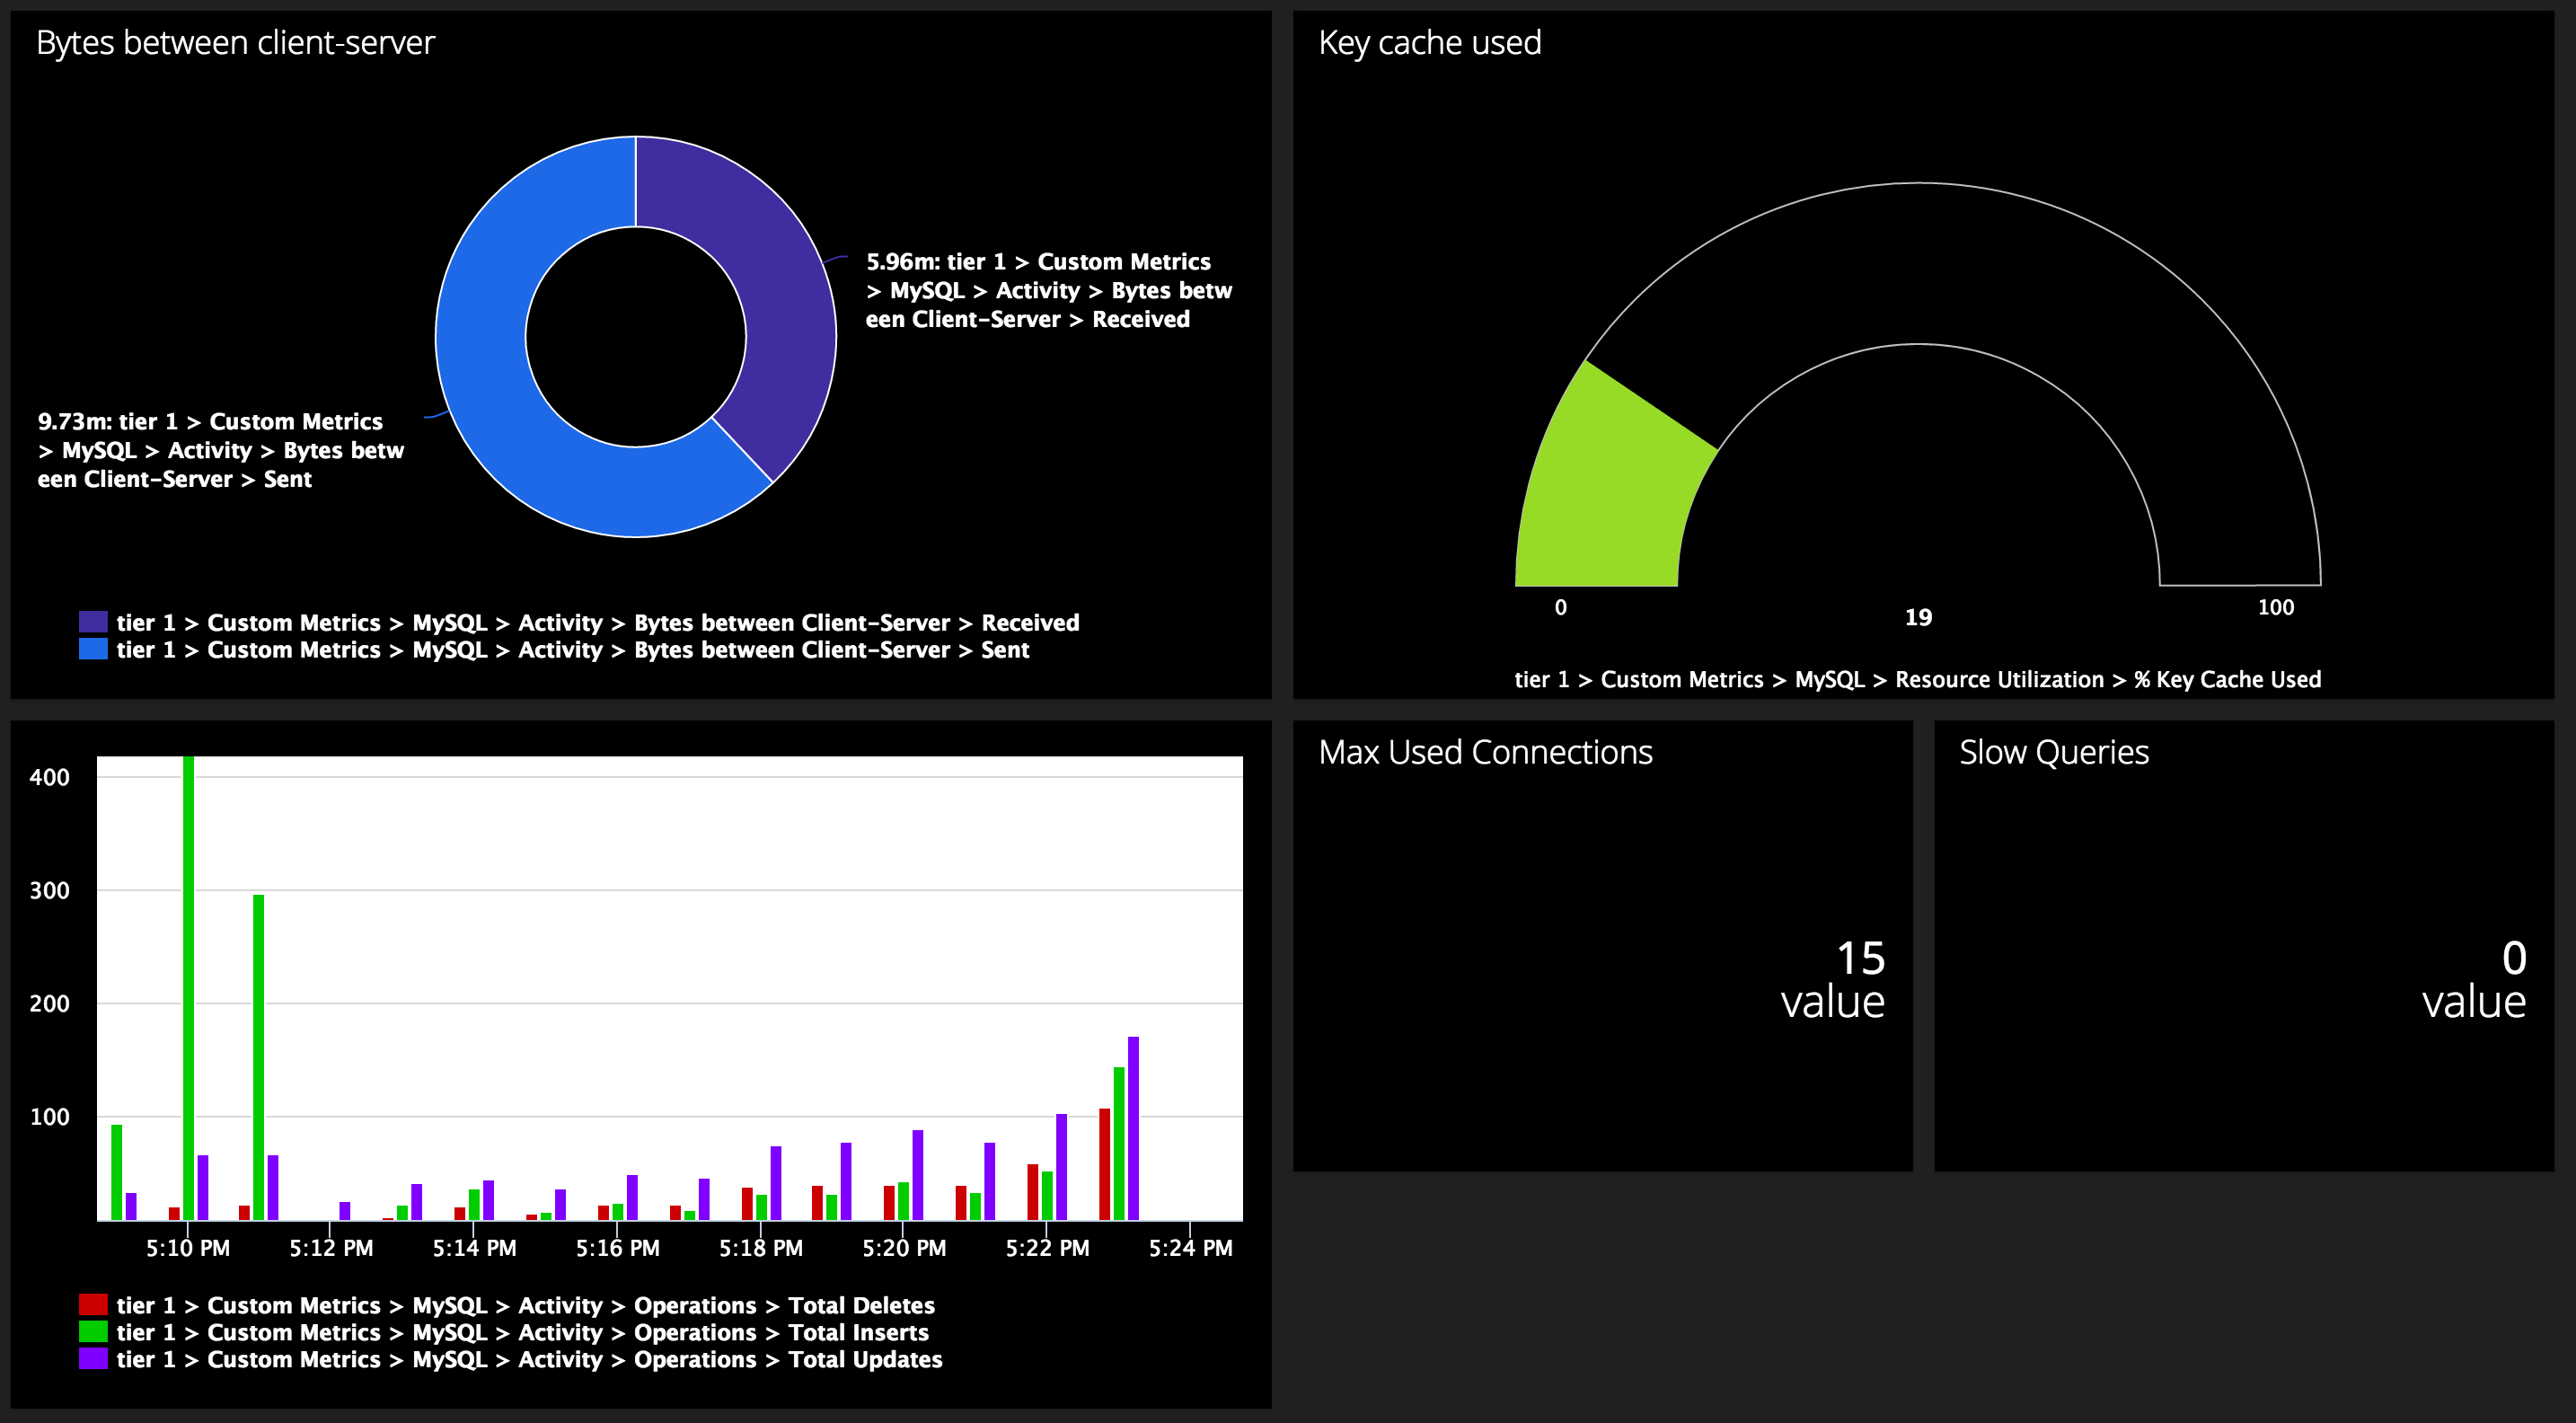 Bytes between client-server
5.96m: tier 1 > Custom Metrics
> MySQL > Activity > Bytes betw
een Client-Server > Received
9.73m: tier 1 > Custom Metrics
> MySQL > Activity > Bytes betw
een Client-Server > Sent
tier 1 > Custom Metrics > MySQL > Activity > Bytes between Client-Server > Received
tier 1 > Custom Metrics > MySQL > Activity > Bytes between Client-Server > Sent
Key cache used
0
19
100
tier 1 > Custom Metrics > MySQL > Resource Utilization > % Key Cache Used
400
300
200
100
5:10 PM 5:12 PM 5:14 PM 5:16 PM 5:18 PM 5:20 PM 5:22 PM 5:24 PM
tier 1 > Custom Metrics > MySQL > Activity > Operations > Total Deletes
tier 1 > Custom Metrics > MySQL > Activity > Operations > Total Inserts
tier 1 > Custom Metrics > MySQL > Activity > Operations > Total Updates
Max Used Connections
15
value
Slow Queries
0
value